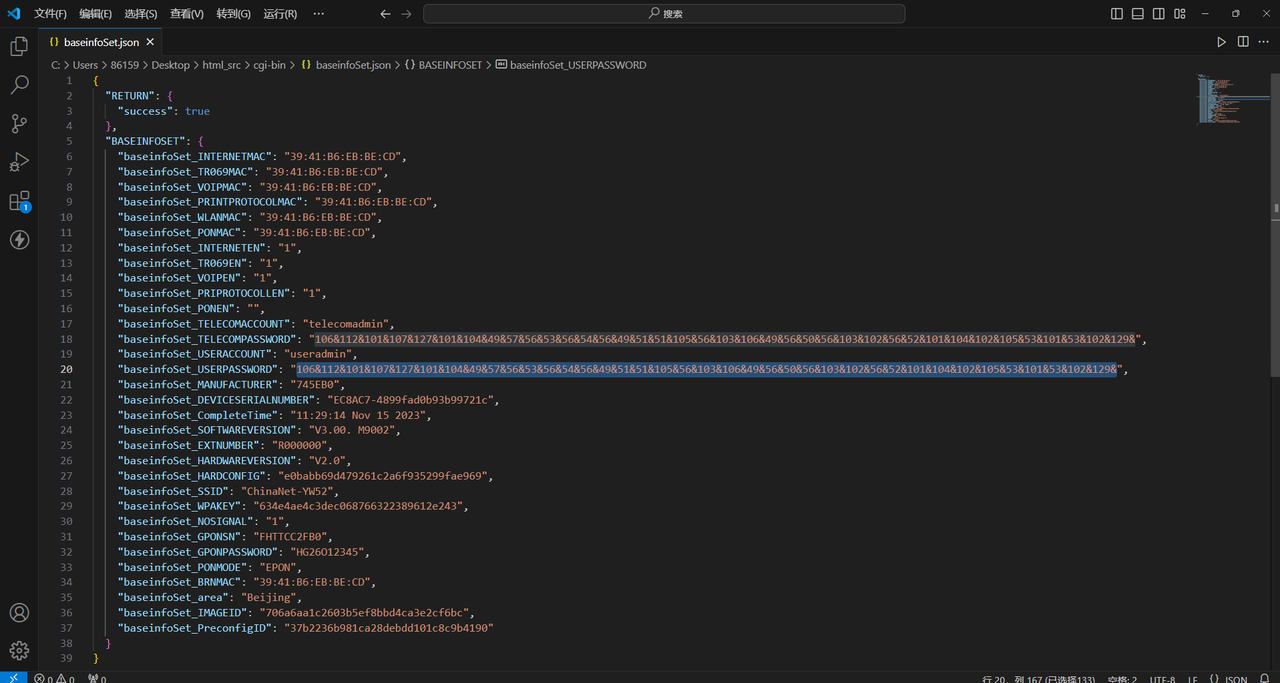 文件(F) 编辑(E) 选择(S) 查看(V) 转到(G) 运行(R) ··· 搜索
{} baseinfoSet.json
C: > Users > 86159 > Desktop > html_src > cgi-bin > {} baseinfoSet.json > {} BASEINFOSET > baseinfoSet_USERPASSWORD
1 {
2 "RETURN": {
3 "success": true
4 },
5 "BASEINFOSET": {
6 "baseinfoSet_INTERNETMAC": "39:41:B6:EB:BE:CD",
7 "baseinfoSet_TR069MAC": "39:41:B6:EB:BE:CD",
8 "baseinfoSet_VOIPMAC": "39:41:B6:EB:BE:CD",
9 "baseinfoSet_PRINTPROTOCOLMAC": "39:41:B6:EB:BE:CD",
10 "baseinfoSet_WLANMAC": "39:41:B6:EB:BE:CD",
11 "baseinfoSet_PONMAC": "39:41:B6:EB:BE:CD",
12 "baseinfoSet_INTERNETEN": "1",
13 "baseinfoSet_TR069EN": "1",
14 "baseinfoSet_VOIPEN": "1",
15 "baseinfoSet_PRIPROTOCOLLEN": "1",
16 "baseinfoSet_PONEN": "",
17 "baseinfoSet_TELECOMACCOUNT": "telecomadmin",
18 "baseinfoSet_TELECOMPASSWORD": "106&112&101&107&127&101&104&49&57&56&53&56&54&56&49&51&51&105&56&103&106&49&56&50&56&103&102&56&52&101&104&102&105&53&101&53&102&129&",
19 "baseinfoSet_USERACCOUNT": "useradmin",
20 "baseinfoSet_USERPASSWORD": "106&112&101&107&127&101&104&49&57&56&53&56&54&56&49&51&51&105&56&103&106&49&56&50&56&103&102&56&52&101&104&102&105&53&101&53&102&129&",
21 "baseinfoSet_MANUFACTURER": "745EB0",
22 "baseinfoSet_DEVICESERIALNUMBER": "EC8AC7-4899fad0b93b99721c",
23 "baseinfoSet_CompleteTime": "11:29:14 Nov 15 2023",
24 "baseinfoSet_SOFTWAREVERSION": "V3.00. M9002",
25 "baseinfoSet_EXTNUMBER": "R000000",
26 "baseinfoSet_HARDWAREVERSION": "V2.0",
27 "baseinfoSet_HARDCONFIG": "e0babb69d479261c2a6f935299fae969",
28 "baseinfoSet_SSID": "ChinaNet-YW52",
29 "baseinfoSet_WPAKEY": "634e4ae4c3dec068766322389612e243",
30 "baseinfoSet_NOSIGNAL": "1",
31 "baseinfoSet_GPONSN": "FHTTCC2FB0",
32 "baseinfoSet_GPONPASSWORD": "HG26O12345",
33 "baseinfoSet_PONMODE": "EPON",
34 "baseinfoSet_BRNMAC": "39:41:B6:EB:BE:CD",
35 "baseinfoSet_area": "Beijing",
36 "baseinfoSet_IMAGEID": "706a6aa1c2603b5ef8bbd4ca3e2cf6bc",
37 "baseinfoSet_PreconfigID": "37b2236b981ca28debdd101c8c9b4190"
38 }
39 }
1
0 0 0 行 20，列 167 (已选择133) 空格: 2 UTF-8 LF {} JSON